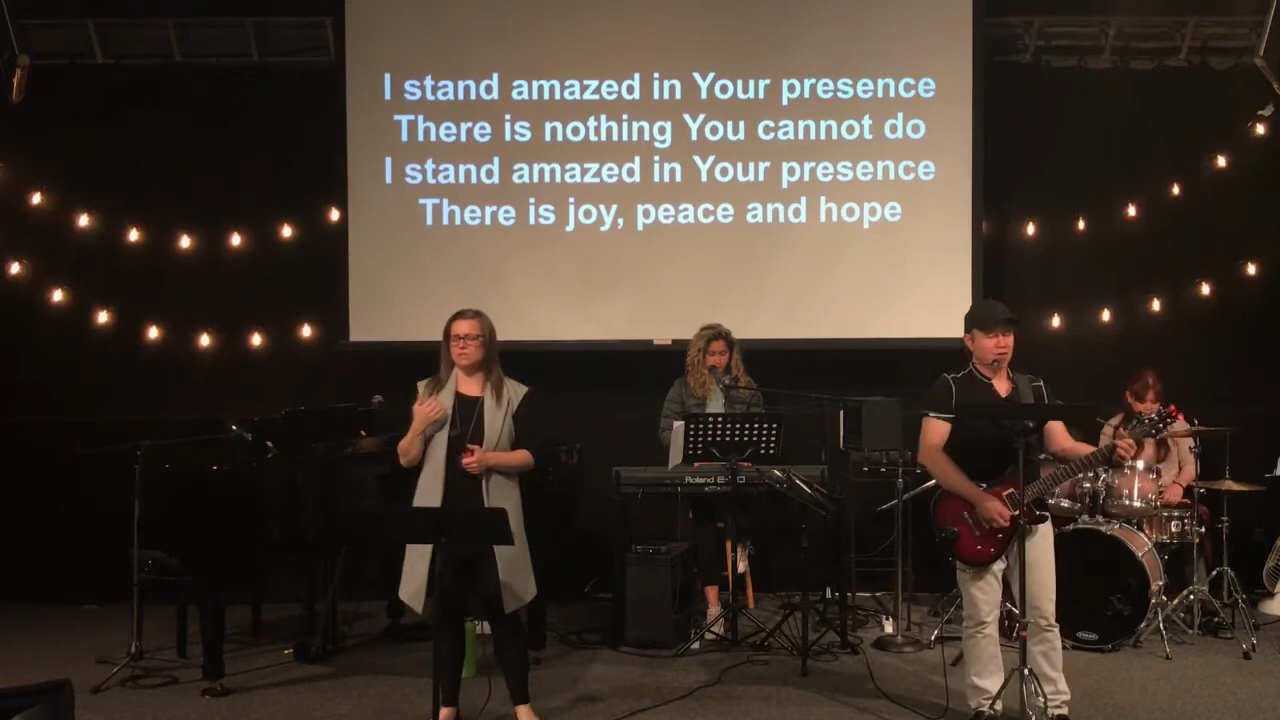 I stand amazed in Your presence
There is nothing You cannot do
I stand amazed in Your presence
There is joy, peace and hope
Roland